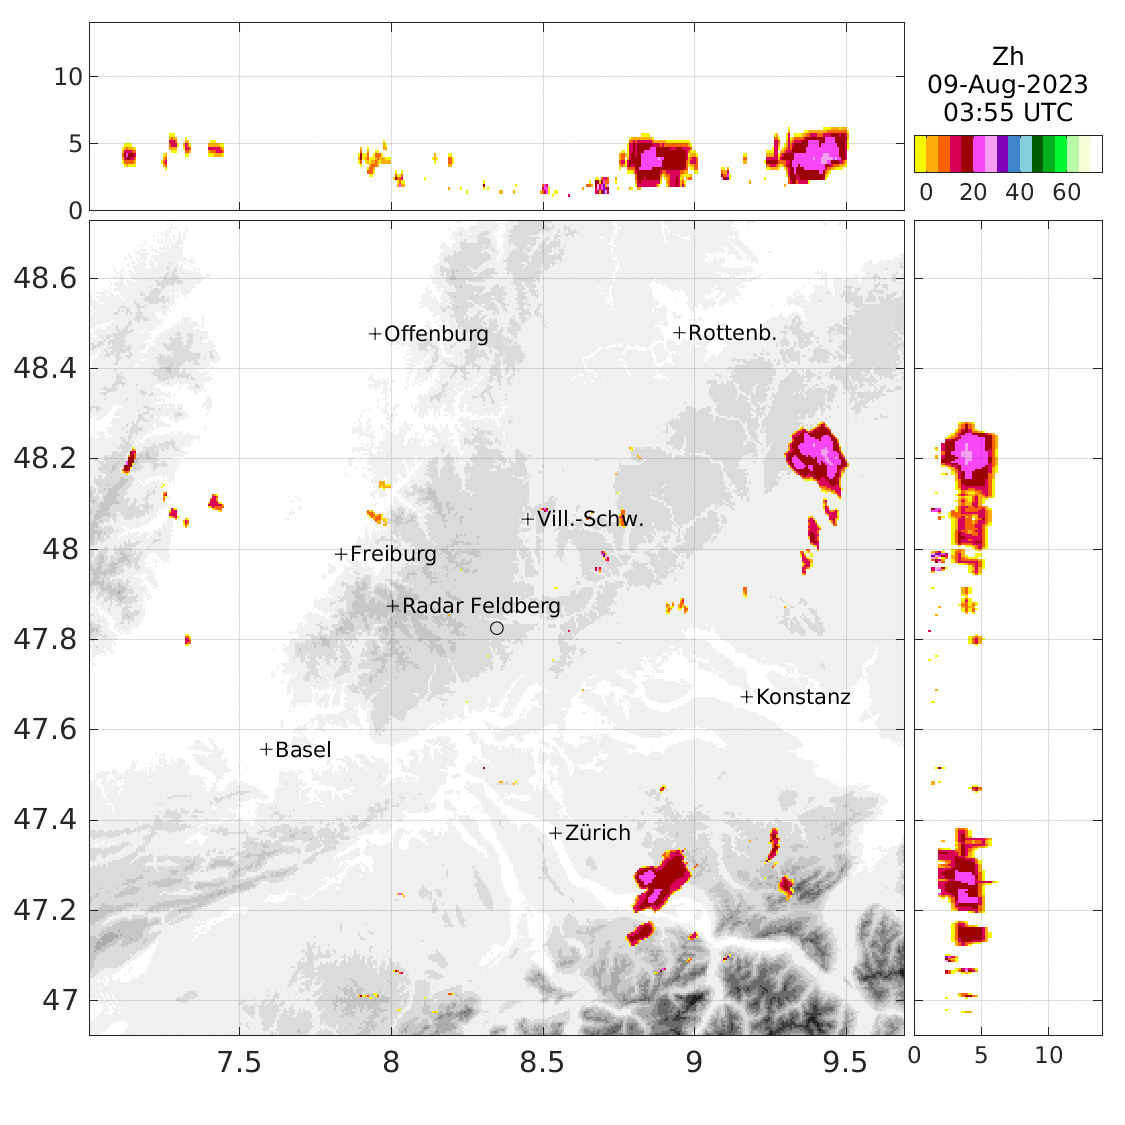 Zh
09-Aug-2023
03:55 UTC
0 20 40 60
10
5
0
48.6
48.4
48.2
48
47.8
47.6
47.4
47.2
47
Offenburg
Rottenb.
Vill.-Schw.
Freiburg
Radar Feldberg
Konstanz
Basel
Zürich
7.5 8 8.5 9 9.5
0 5 10